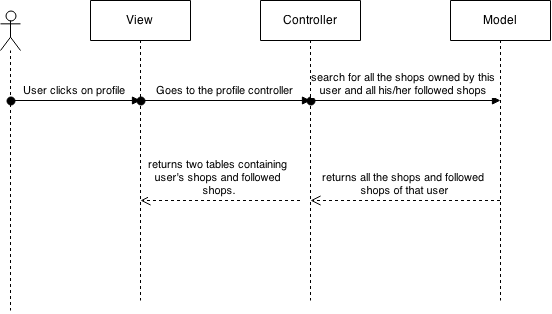 View
Controller
Model
User clicks on profile
Goes to the profile controller
search for all the shops owned by this
user and all his/her followed shops
returns two tables containing
user's shops and followed
shops.
returns all the shops and followed
shops of that user